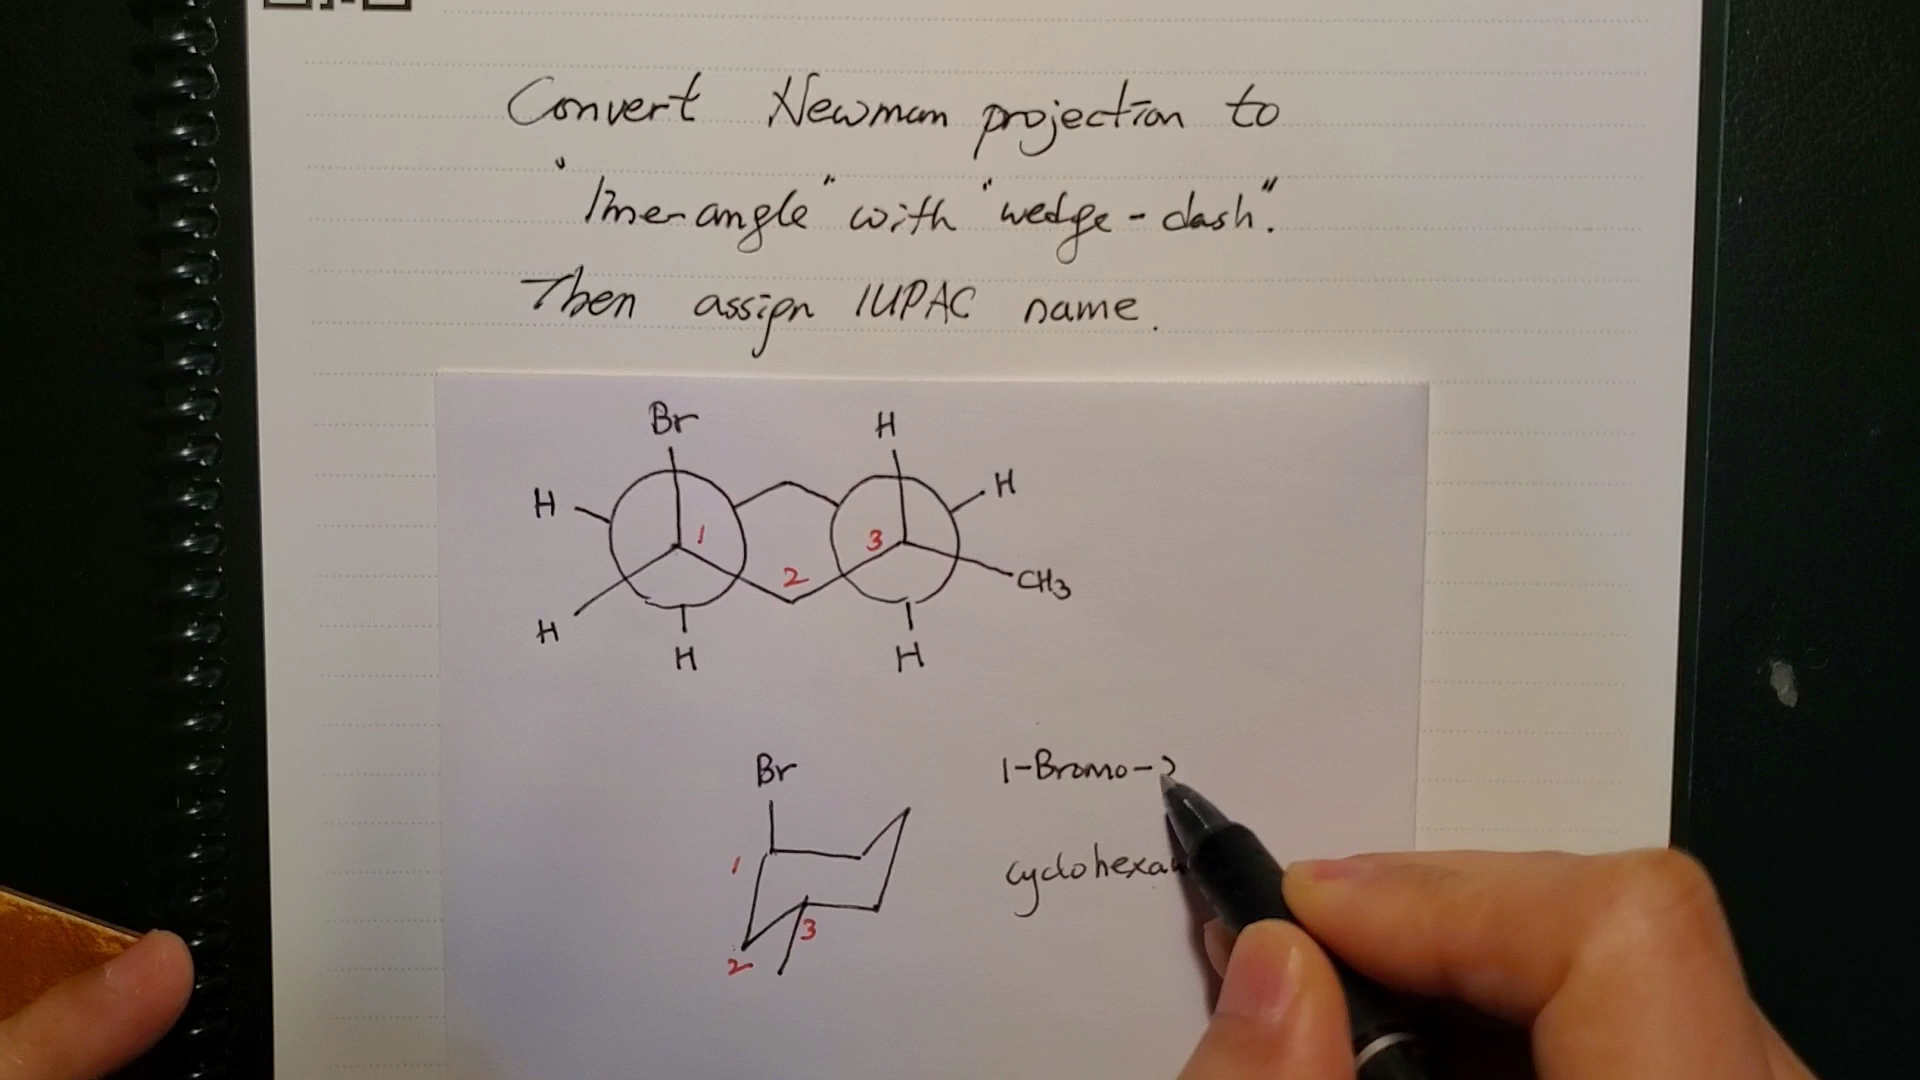 Convert Newman projection to
"line-angle" with "wedge-dash".
Then assign IUPAC name.
Br H
H H
1 3
2
CH3
H
H H
Br
1-Bromo-
1
cyclohexan
3
2